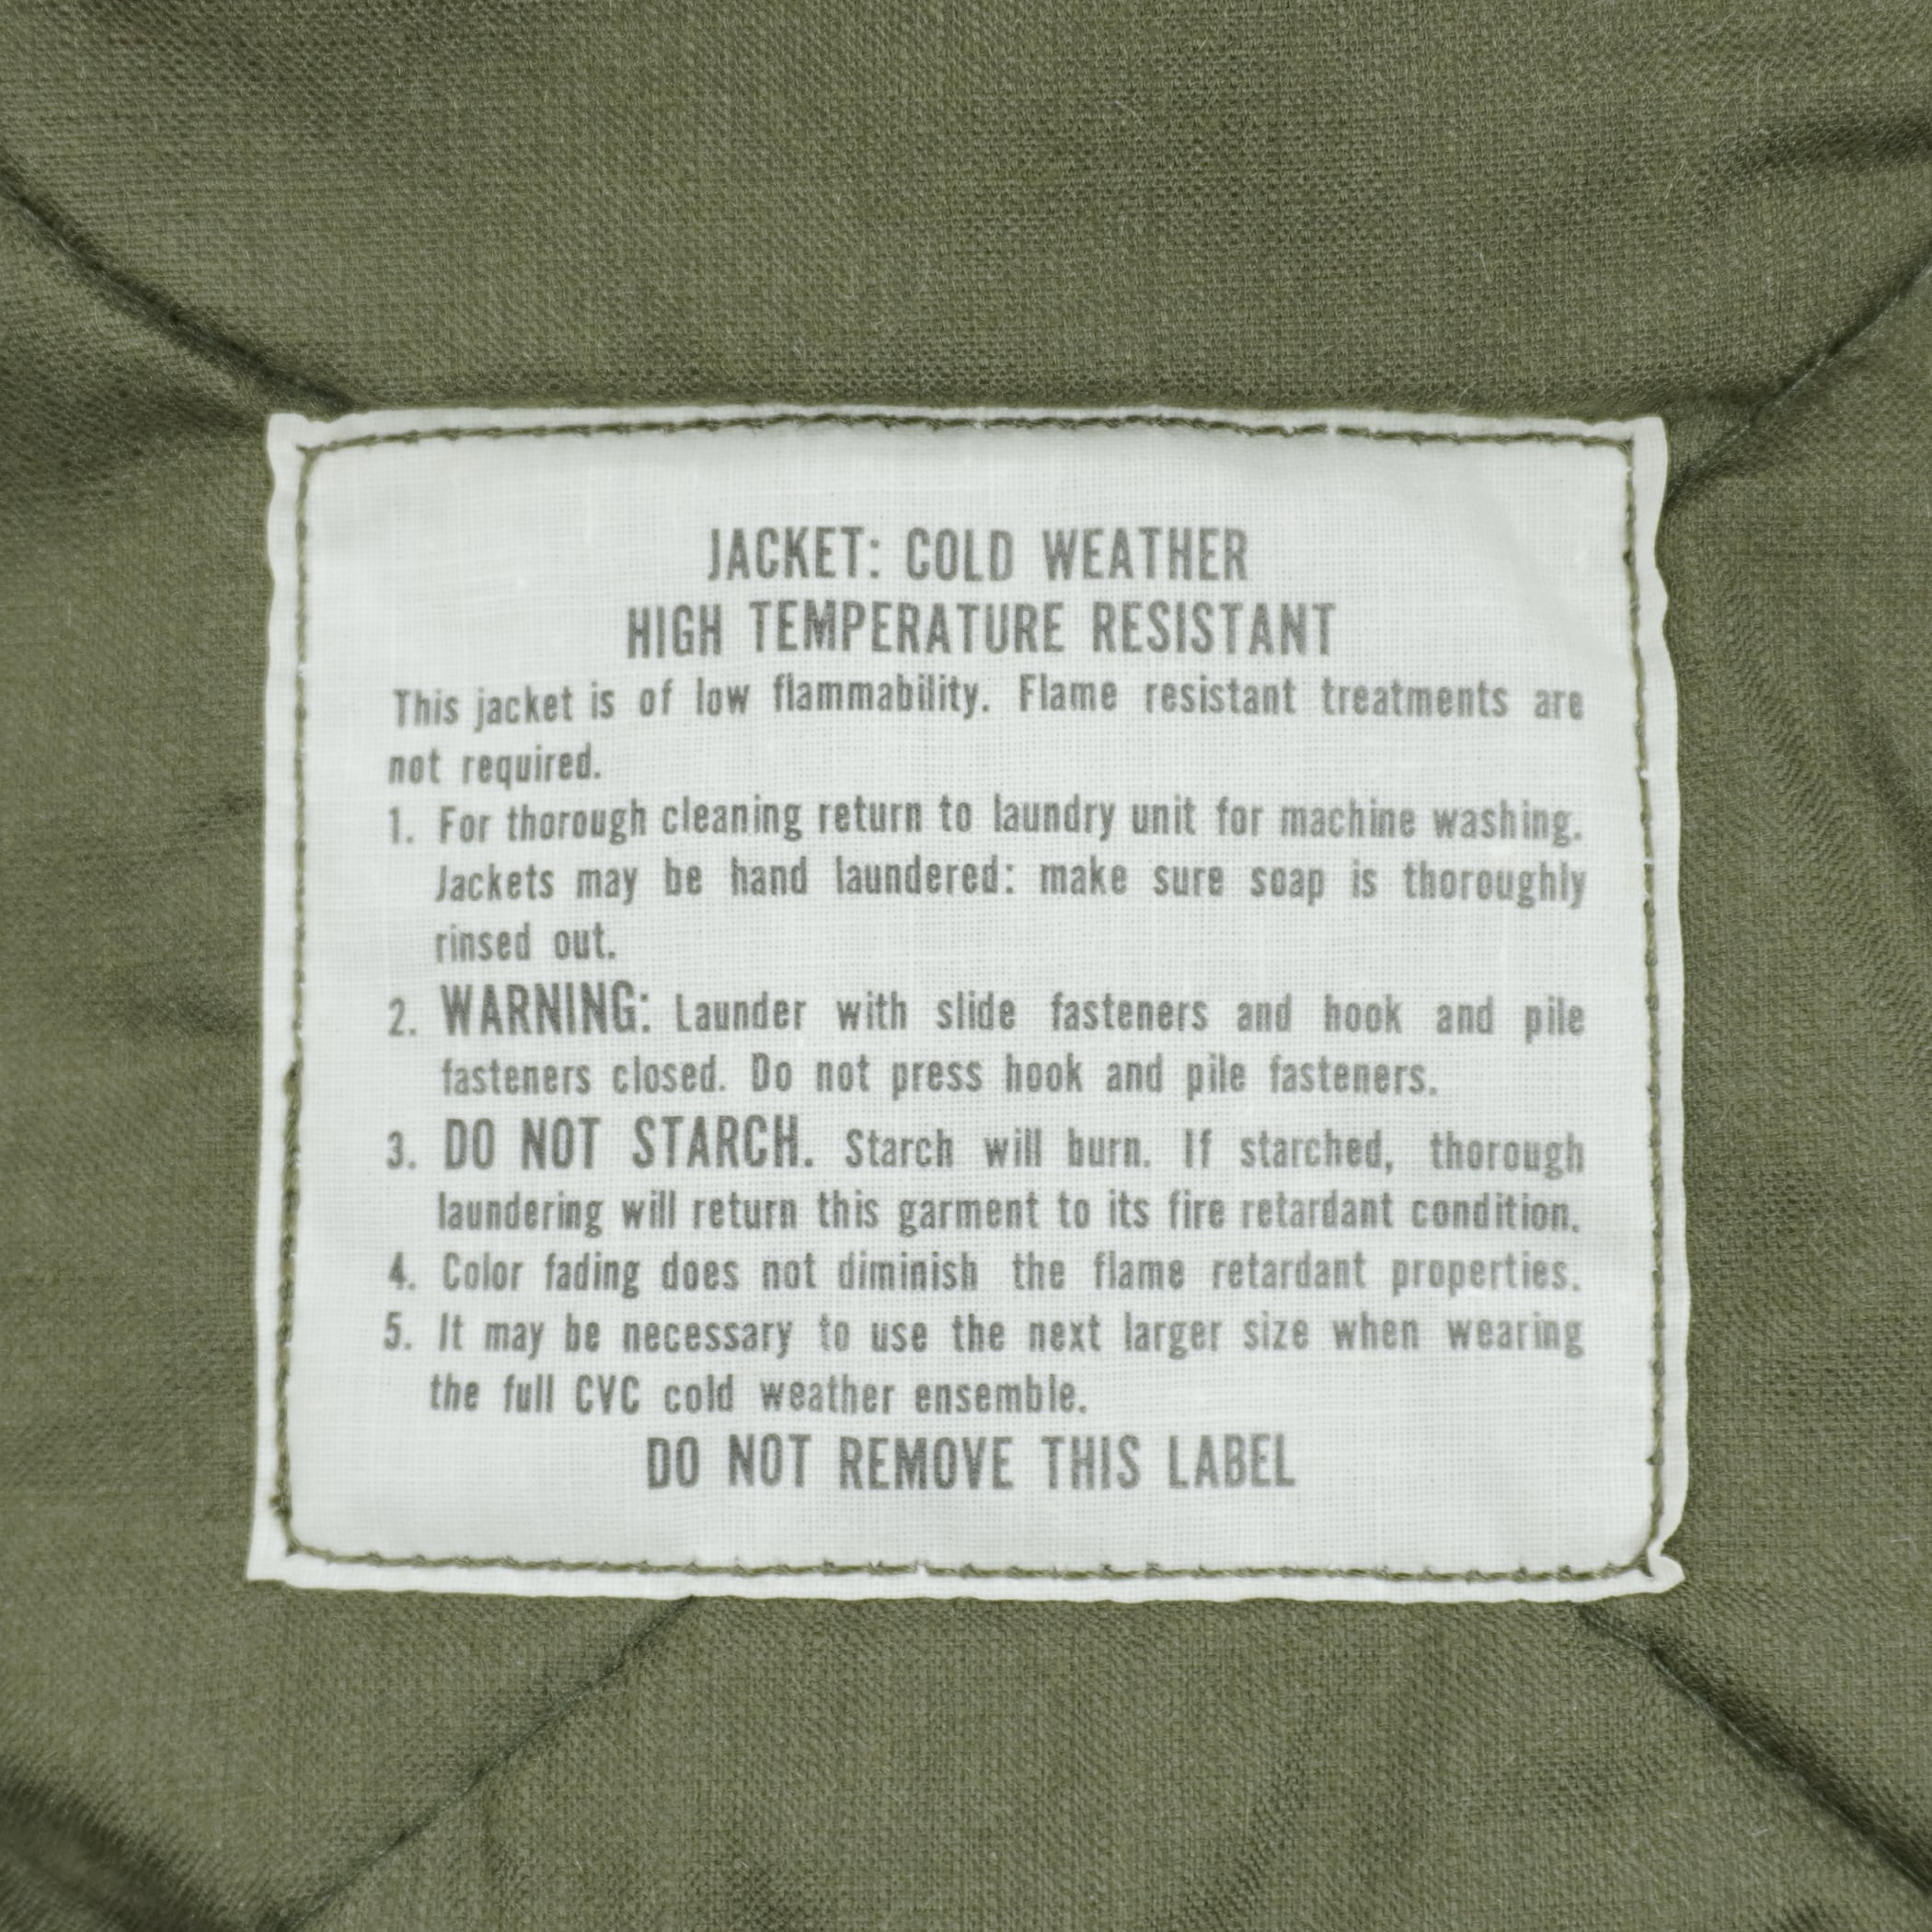 JACKET: COLD WEATHER
HIGH TEMPERATURE RESISTANT
This jacket is of low flammability. Flame resistant treatments are
not required.
1. For thorough cleaning return to laundry unit for machine washing.
Jackets may be hand laundered: make sure soap is thoroughly
rinsed out.
2. WARNING: Launder with slide fasteners and hook and pile
fasteners closed. Do not press hook and pile fasteners.
3. DO NOT STARCH. Starch will burn. If starched, thorough
laundering will return this garment to its fire retardant condition.
4. Color fading does not diminish the flame retardant properties.
5. It may be necessary to use the next larger size when wearing
the full CVC cold weather ensemble.
DO NOT REMOVE THIS LABEL